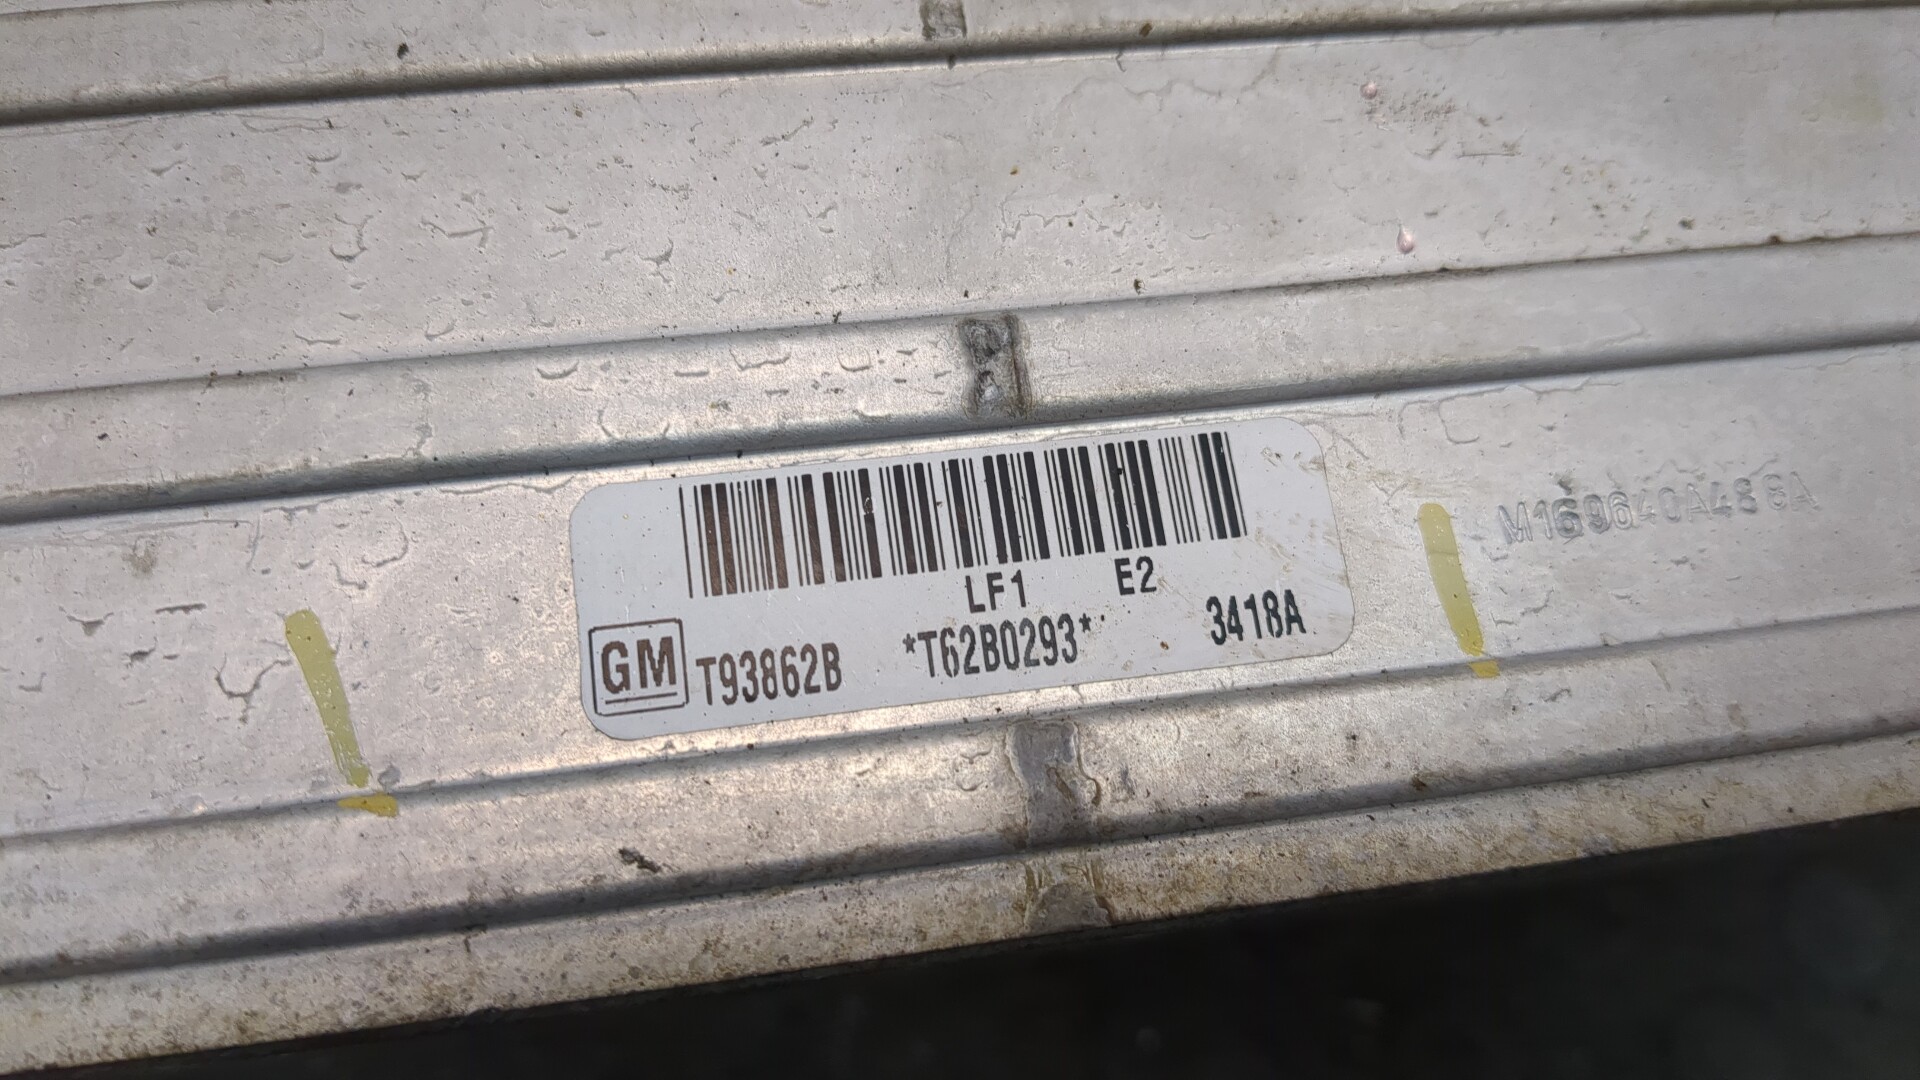 LF1 E2
GM T93862B *T62B0293* 3418A
M169640A488A